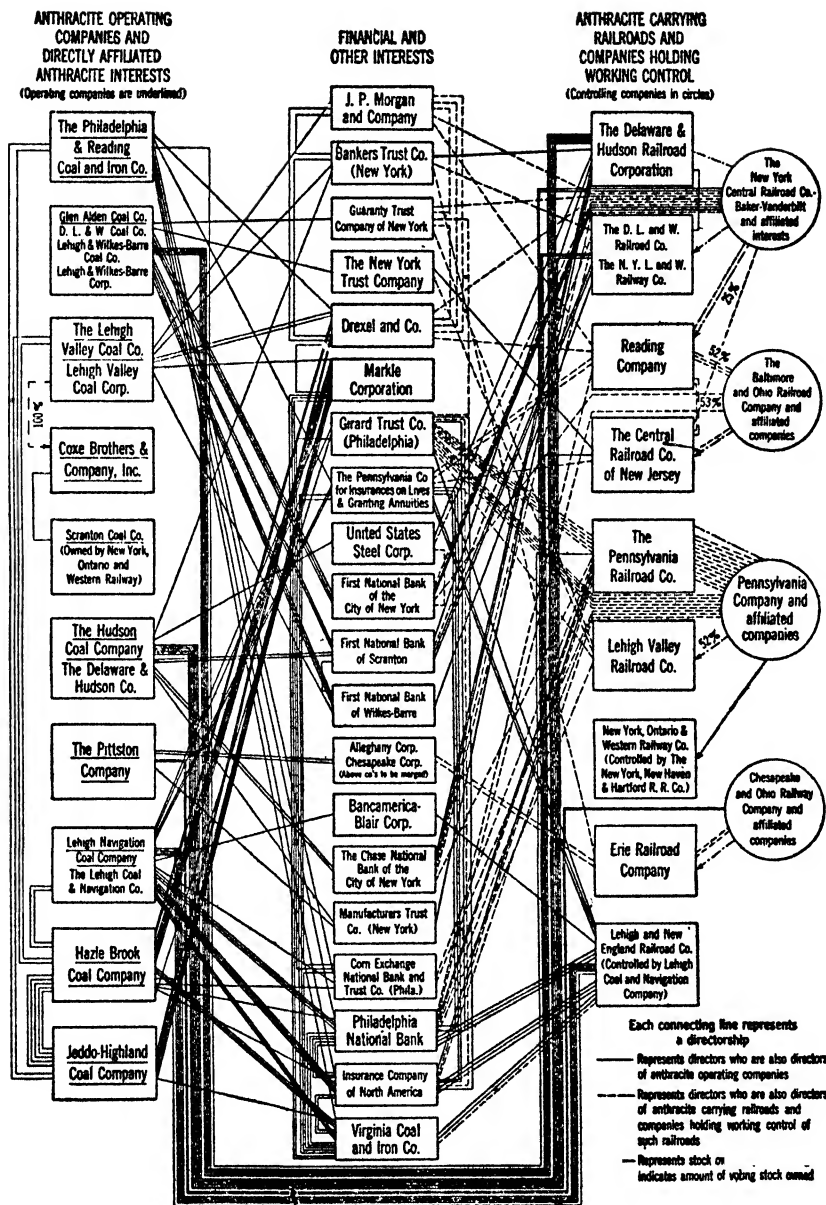 ANTHRACITE OPERATING
COMPANIES AND
DIRECTLY AFFILIATED
ANTHRACITE INTERESTS
(Operating companies are underlined)
The Philadelphia
& Reading
Coal and Iron Co.
Glen Alden Coal Co.
D. L. & W Coal Co.
Lehigh & Wilkes-Barre
Coal Co.
Lehigh & Wilkes-Barre
Corp.
The Lehigh
Valley Coal Co.
Lehigh Valley
Coal Corp.
100%
Coxe Brothers &
Company, Inc.
Scranton Coal Co.
(Owned by New York,
Ontario and
Western Railway)
The Hudson
Coal Company
The Delaware &
Hudson Co.
The Pittston
Company
Lehigh Navigation
Coal Company
The Lehigh Coal
& Navigation Co.
Hazle Brook
Coal Company
Jeddo-Highland
Coal Company
FINANCIAL AND
OTHER INTERESTS
J. P. Morgan
and Company
Bankers Trust Co.
(New York)
Guaranty Trust
Company of New York
The New York
Trust Company
Drexel and Co.
Markle
Corporation
Girard Trust Co.
(Philadelphia)
The Pennsylvania Co
for Insurances on Lives
& Granting Annuities
United States
Steel Corp.
First National Bank
of the
City of New York
First National Bank
of Scranton
First National Bank
of Wilkes-Barre
Alleghany Corp.
Chesapeake Corp.
(Above co's to be merged)
Bancamerica-
Blair Corp.
The Chase National
Bank of the
City of New York
Manufacturers Trust
Co. (New York)
Corn Exchange
National Bank and
Trust Co. (Phila.)
Philadelphia
National Bank
Insurance Company
of North America
Virginia Coal
and Iron Co.
ANTHRACITE CARRYING
RAILROADS AND
COMPANIES HOLDING
WORKING CONTROL
(Controlling companies in circles)
The Delaware &
Hudson Railroad
Corporation
The D. L. and W.
Railroad Co.
The N. Y. L. and W.
Railway Co.
Reading
Company
The Central
Railroad Co.
of New Jersey
The
Pennsylvania
Railroad Co.
Lehigh Valley
Railroad Co.
New York, Ontario &
Western Railway Co.
(Controlled by The
New York, New Haven
& Hartford R. R. Co.)
Erie Railroad
Company
Lehigh and New
England Railroad Co.
(Controlled by Lehigh
Coal and Navigation
Company)
The
New York
Central Railroad Co.-
Baker-Vanderbilt
and affiliated
interests
25%
52%
53%
The
Baltimore
and Ohio Railroad
Company and
affiliated
companies
Pennsylvania
Company and
affiliated
companies
52%
Chesapeake
and Ohio Railway
Company and
affiliated
companies
Each connecting line represents
a directorship
Represents directors who are also directors
of anthracite operating companies
Represents directors who are also directors
of anthracite carrying railroads and
companies holding working control of
such railroads
Represents stock
indicates amount of voting stock owned